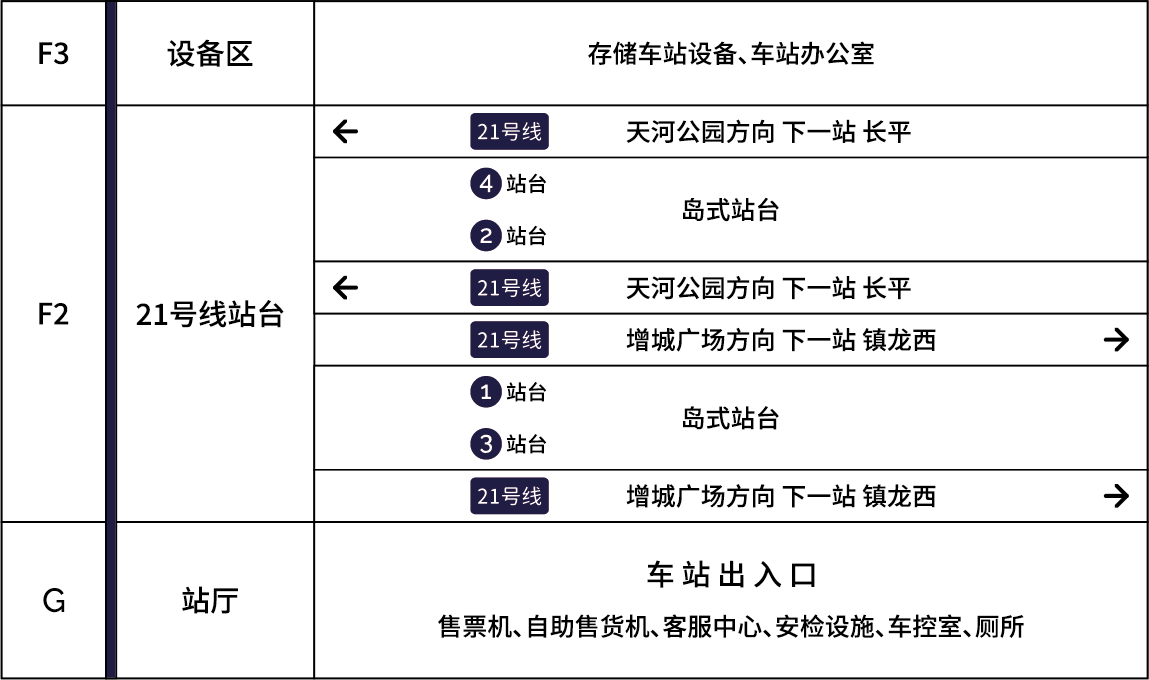 F3
设备区
存储车站设备、车站办公室
F2
21号线站台
← 21号线 天河公园方向 下一站 长平
4 站台
2 站台
岛式站台
← 21号线 天河公园方向 下一站 长平
21号线 增城广场方向 下一站 镇龙西 →
1 站台
3 站台
岛式站台
21号线 增城广场方向 下一站 镇龙西 →
G
站厅
车站出入口
售票机、自助售货机、客服中心、安检设施、车控室、厕所